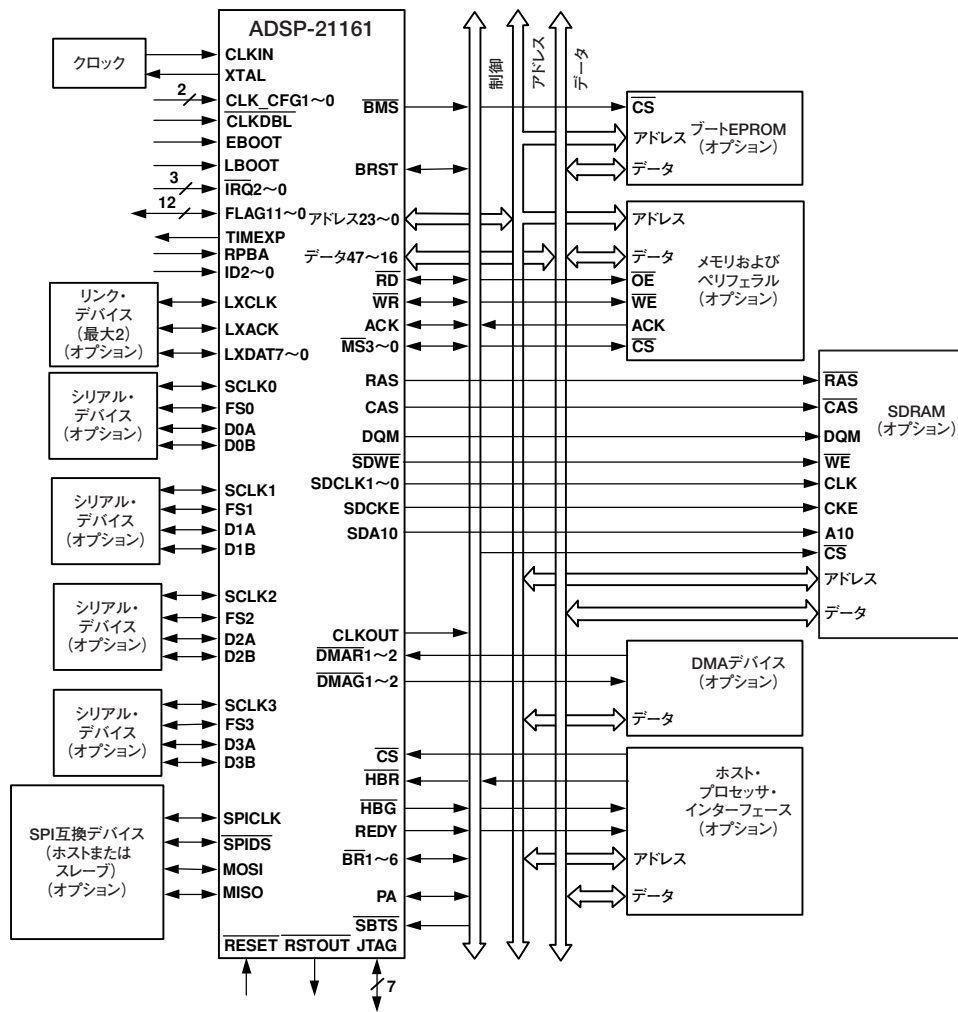 ADSP-21161
クロック
CLKIN
XTAL
2
CLK_CFG1～0
CLKDBL
EBOOT
LBOOT
3
IRQ2～0
12
FLAG11～0
TIMEXP
RPBA
ID2～0
リンク・
デバイス
(最大2)
(オプション)
LXCLK
LXACK
LXDAT7～0
シリアル・
デバイス
(オプション)
SCLK0
FS0
D0A
D0B
シリアル・
デバイス
(オプション)
SCLK1
FS1
D1A
D1B
シリアル・
デバイス
(オプション)
SCLK2
FS2
D2A
D2B
シリアル・
デバイス
(オプション)
SCLK3
FS3
D3A
D3B
SPI互換デバイス
(ホストまたは
スレーブ)
(オプション)
SPICLK
SPIDS
MOSI
MISO
RESET RSTOUT JTAG
7
BMS
BRST
アドレス23～0
データ47～16
RD
WR
ACK
MS3～0
RAS
CAS
DQM
SDWE
SDCLK1～0
SDCKE
SDA10
CLKOUT
DMAR1～2
DMAG1～2
CS
HBR
HBG
REDY
BR1～6
PA
SBTS
制御
アドレス
データ
CS
アドレス
データ
ブートEPROM
(オプション)
アドレス
データ
OE
WE
ACK
CS
メモリおよび
ペリフェラル
(オプション)
RAS
CAS
DQM
WE
CLK
CKE
A10
CS
アドレス
データ
SDRAM
(オプション)
DMAデバイス
(オプション)
データ
ホスト・
プロセッサ・
インターフェース
(オプション)
アドレス
データ